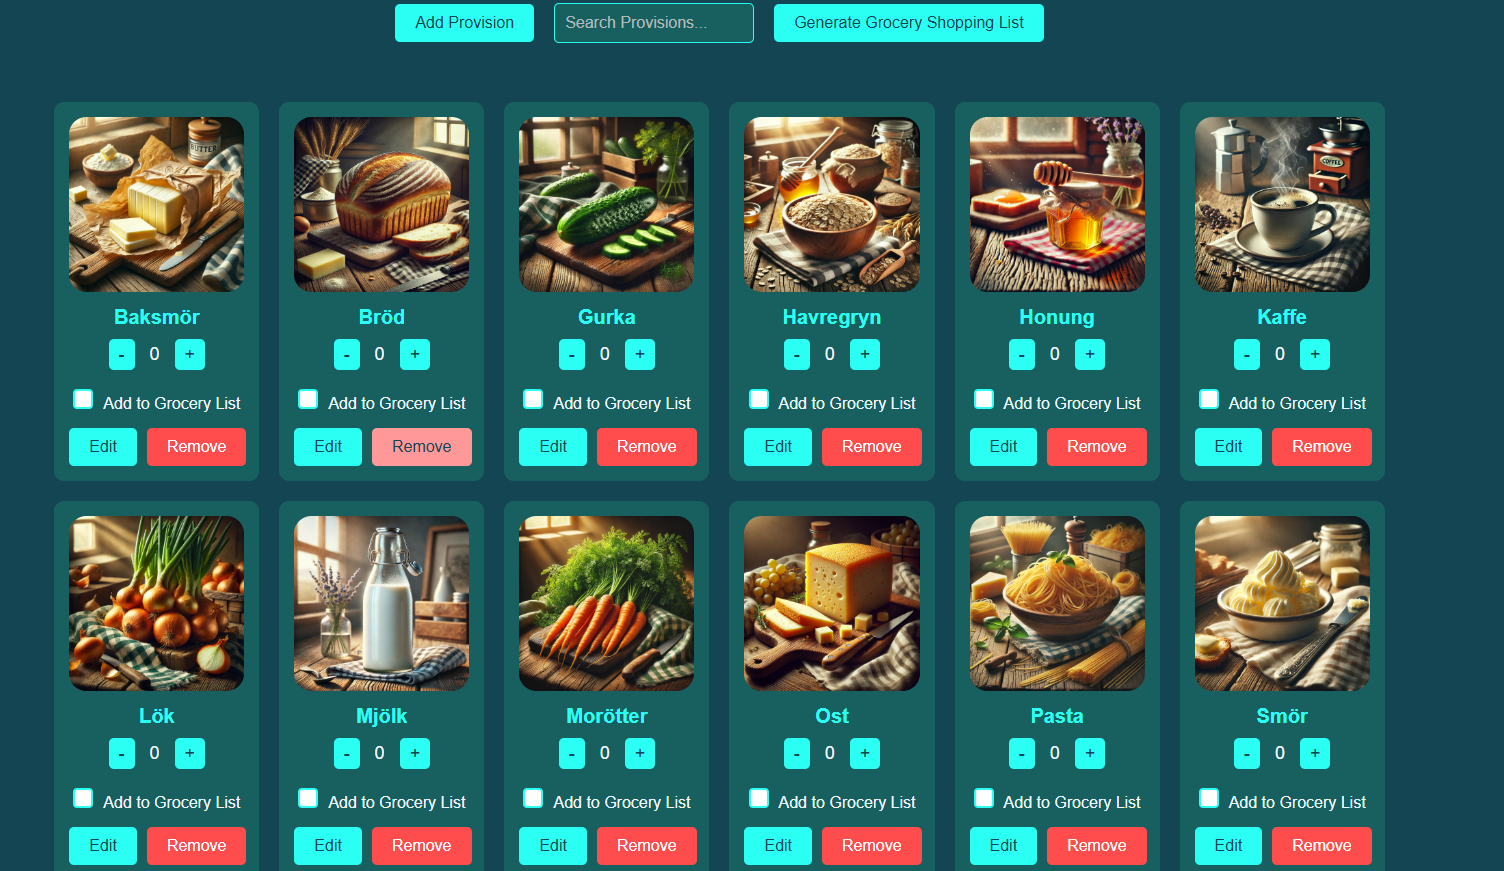 Add Provision
Search Provisions...
Generate Grocery Shopping List
BUTTER
COFFEE
Baksmör
Bröd
Gurka
Havregryn
Honung
Kaffe
- 0 +
- 0 +
- 0 +
- 0 +
- 0 +
- 0 +
Add to Grocery List
Add to Grocery List
Add to Grocery List
Add to Grocery List
Add to Grocery List
Add to Grocery List
Edit Remove
Edit Remove
Edit Remove
Edit Remove
Edit Remove
Edit Remove
Lök
Mjölk
Morötter
Ost
Pasta
Smör
- 0 +
- 0 +
- 0 +
- 0 +
- 0 +
- 0 +
Add to Grocery List
Add to Grocery List
Add to Grocery List
Add to Grocery List
Add to Grocery List
Add to Grocery List
Edit Remove
Edit Remove
Edit Remove
Edit Remove
Edit Remove
Edit Remove